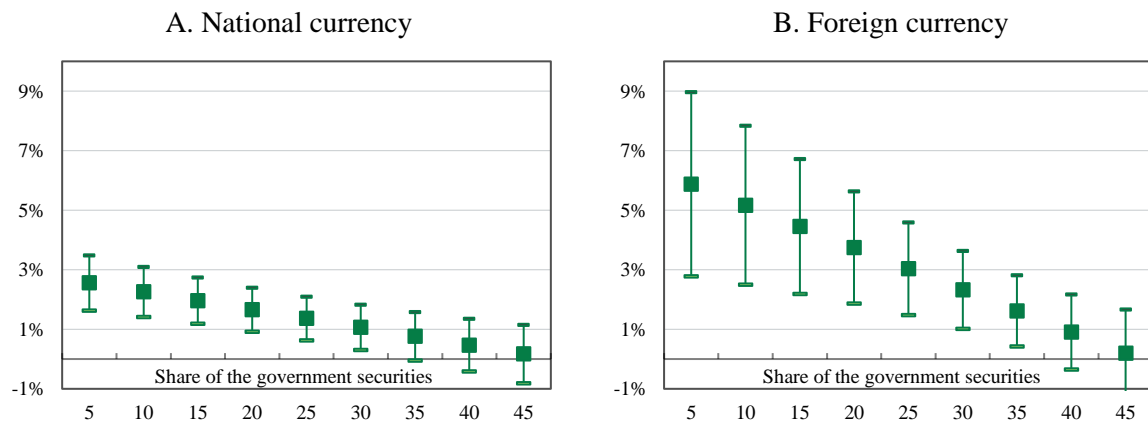 A. National currency
9%
7%
5%
3%
1%
-1%
Share of the government securities
5 10 15 20 25 30 35 40 45
B. Foreign currency
9%
7%
5%
3%
1%
-1%
Share of the government securities
5 10 15 20 25 30 35 40 45